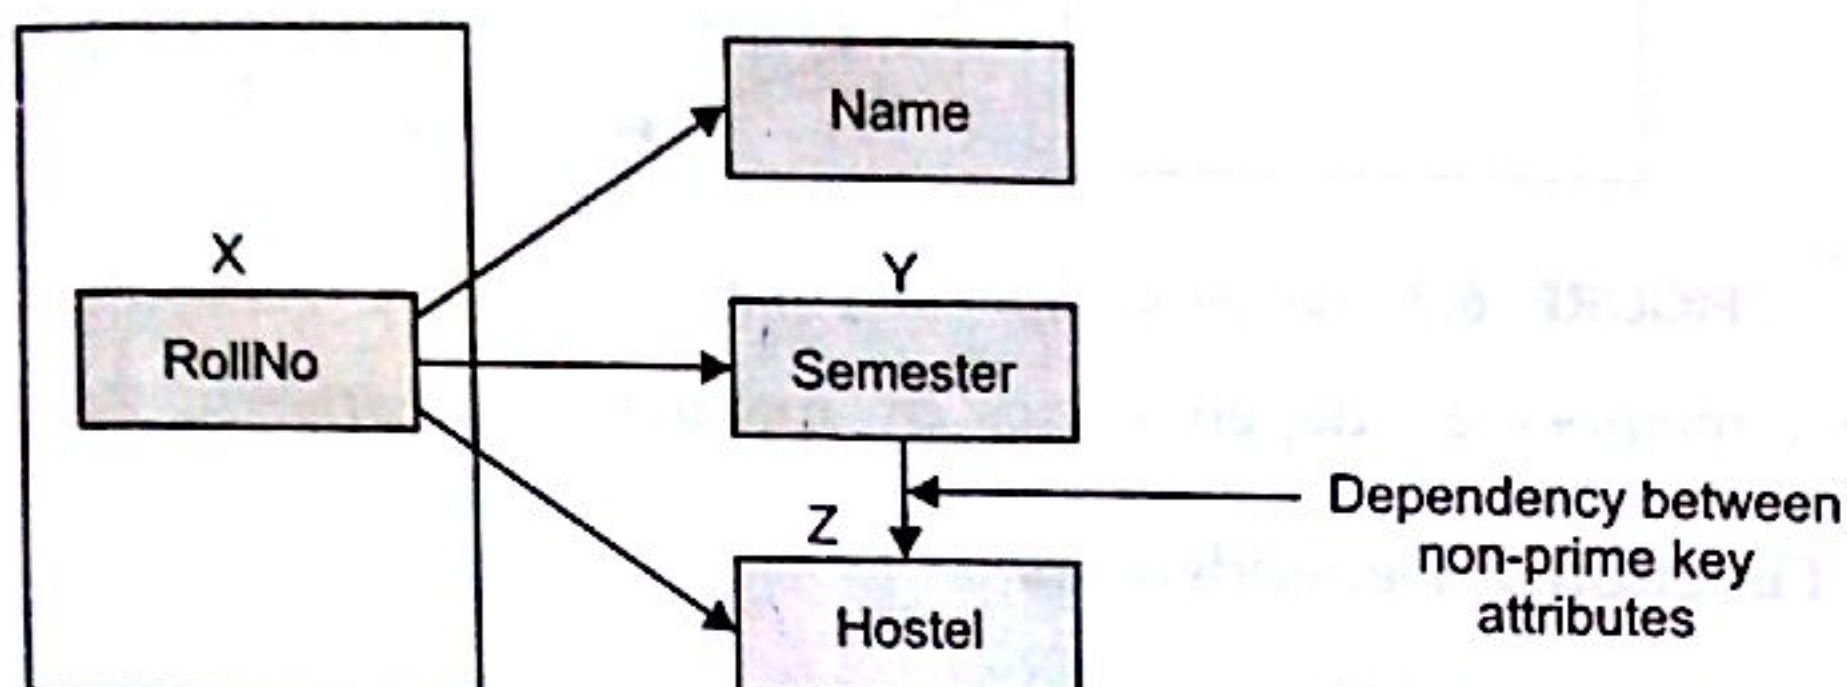 Name
X
Y
RollNo
Semester
Z
Dependency between
non-prime key
attributes
Hostel